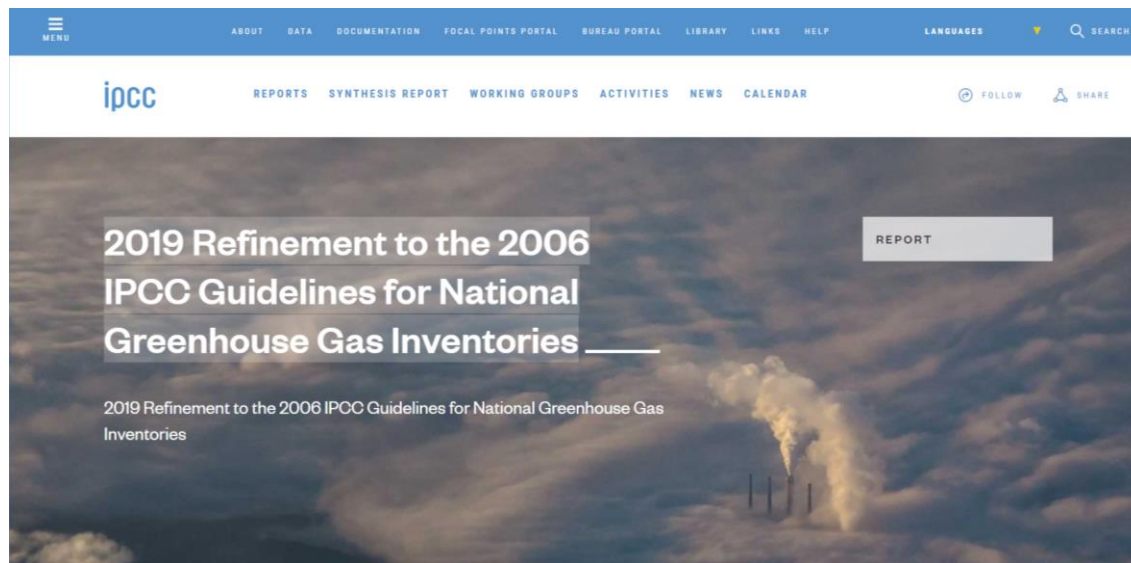 MENU
ABOUT DATA DOCUMENTATION FOCAL POINTS PORTAL BUREAU PORTAL LIBRARY LINKS HELP LANGUAGES SEARCH
ipcc
REPORTS SYNTHESIS REPORT WORKING GROUPS ACTIVITIES NEWS CALENDAR FOLLOW SHARE
2019 Refinement to the 2006
IPCC Guidelines for National
Greenhouse Gas Inventories
REPORT
2019 Refinement to the 2006 IPCC Guidelines for National Greenhouse Gas
Inventories